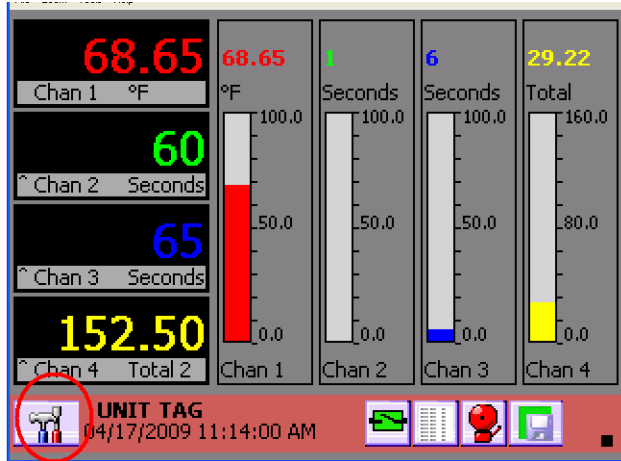 68.65
Chan 1 °F
60
^ Chan 2 Seconds
65
^ Chan 3 Seconds
152.50
^ Chan 4 Total 2
68.65
°F
100.0
50.0
0.0
Chan 1
1
Seconds
100.0
50.0
0.0
Chan 2
6
Seconds
100.0
50.0
0.0
Chan 3
29.22
Total
160.0
80.0
0.0
Chan 4
UNIT TAG
04/17/2009 11:14:00 AM